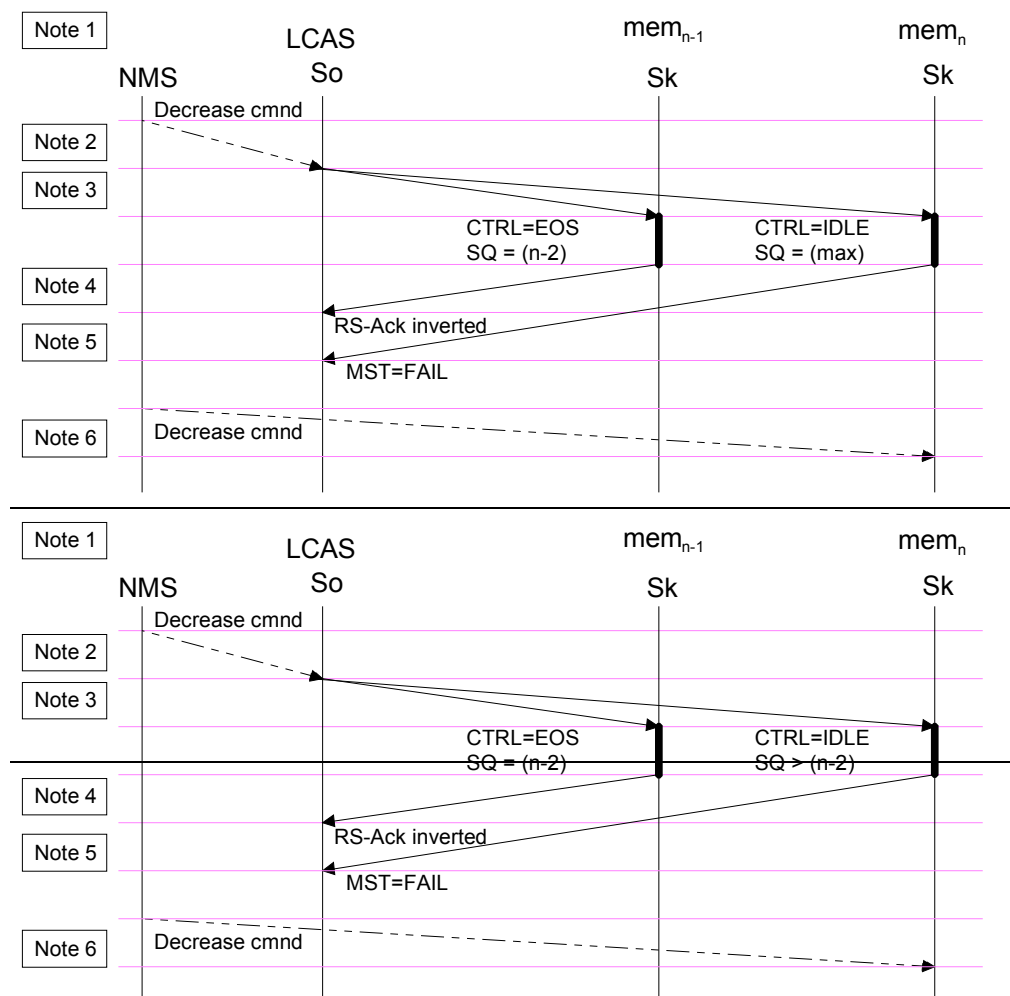 Note 1
LCAS
So
mem n-1
Sk
mem n
Sk
NMS
Decrease cmnd
Note 2
Note 3
CTRL=EOS
SQ = (n-2)
CTRL=IDLE
SQ = (max)
Note 4
RS-Ack inverted
Note 5
MST=FAIL
Note 6
Decrease cmnd
Note 1
LCAS
So
mem n-1
Sk
mem n
Sk
NMS
Decrease cmnd
Note 2
Note 3
CTRL=EOS
SQ = (n-2)
CTRL=IDLE
SQ > (n-2)
Note 4
RS-Ack inverted
Note 5
MST=FAIL
Note 6
Decrease cmnd